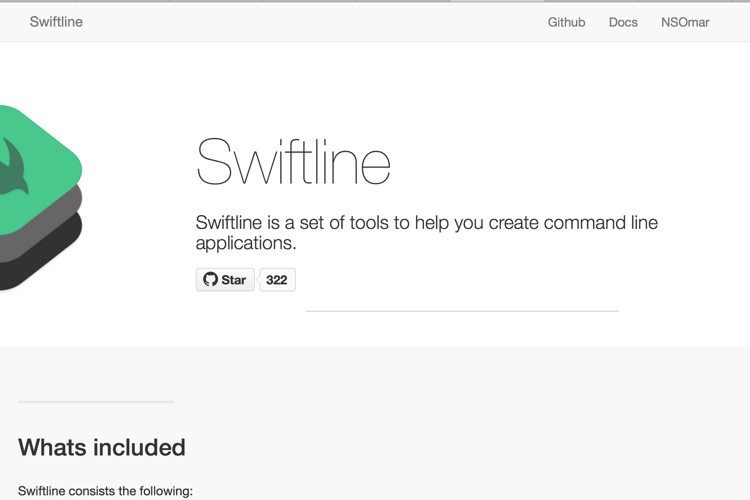 Swiftline Github Docs NSOmar
Swiftline
Swiftline is a set of tools to help you create command line
applications.
Star 322
Whats included
Swiftline consists the following: